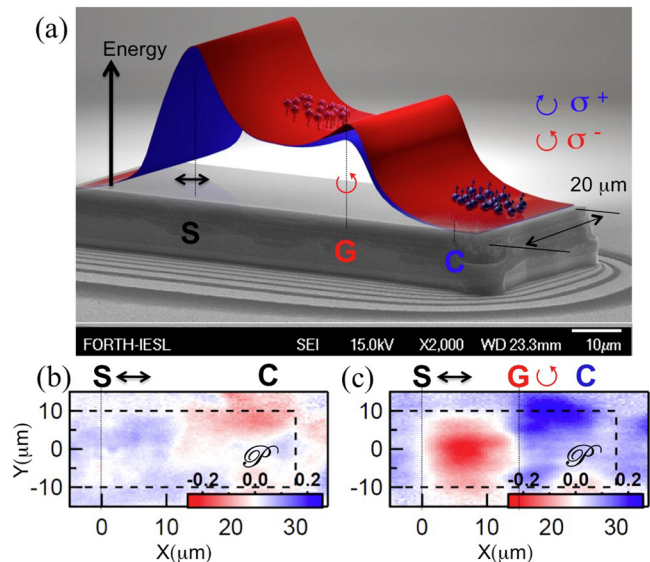 (a)
Energy
σ+
σ-
20 μm
S
G
C
FORTH-IESL SEI 15.0kV X2,000 WD 23.3mm 10μm
(b) S C (c) S G C
Y(μm)
10
0
-10
𝒫
-0.2 0.0 0.2
0 10 20 30
X(μm)
10
0
-10
𝒫
-0.2 0.0 0.2
0 10 20 30
X(μm)